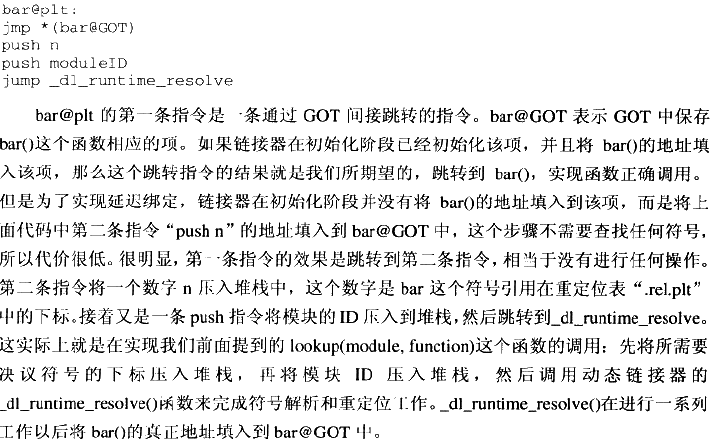 bar@plt:
jmp *(bar@GOT)
push n
push moduleID
jump _dl_runtime_resolve
bar@plt 的第一条指令是一条通过 GOT 间接跳转的指令。bar@GOT 表示 GOT 中保存
bar()这个函数相应的项。如果链接器在初始化阶段已经初始化该项，并且将 bar()的地址填
入该项，那么这个跳转指令的结果就是我们所期望的，跳转到 bar()，实现函数正确调用。
但是为了实现延迟绑定，链接器在初始化阶段并没有将 bar()的地址填入到该项，而是将上
面代码中第二条指令“push n”的地址填入到 bar@GOT 中，这个步骤不需要查找任何符号，
所以代价很低。很明显，第一条指令的效果是跳转到第二条指令，相当于没有进行任何操作。
第二条指令将一个数字 n 压入堆栈中，这个数字是 bar 这个符号引用在重定位表“.rel.plt”
中的下标。接着又是一条 push 指令将模块的 ID 压入到堆栈，然后跳转到_dl_runtime_resolve。
这实际上就是在实现我们前面提到的 lookup(module, function)这个函数的调用：先将所需要
决议符号的下标压入堆栈，再将模块 ID 压入堆栈，然后调用动态链接器的
_dl_runtime_resolve()函数来完成符号解析和重定位工作。_dl_runtime_resolve()在进行一系列
工作以后将 bar()的真正地址填入到 bar@GOT 中。